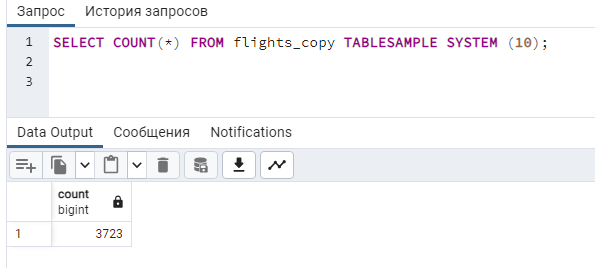 Запрос История запросов
1 SELECT COUNT(*) FROM flights_copy TABLESAMPLE SYSTEM (10);
2
3
Data Output Сообщения Notifications
count
bigint
1 3723